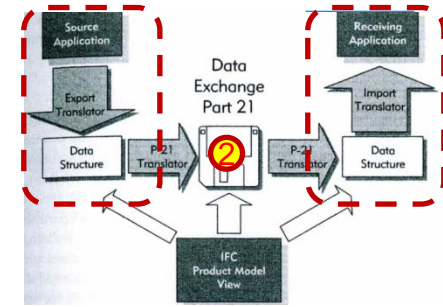 Source
Application
Receiving
Application
Data
Exchange
Part 21
Export
Translator
Import
Translator
Data
Structure
P-21
Translator
2
P-21
Translator
Data
Structure
IFC
Product Model
View